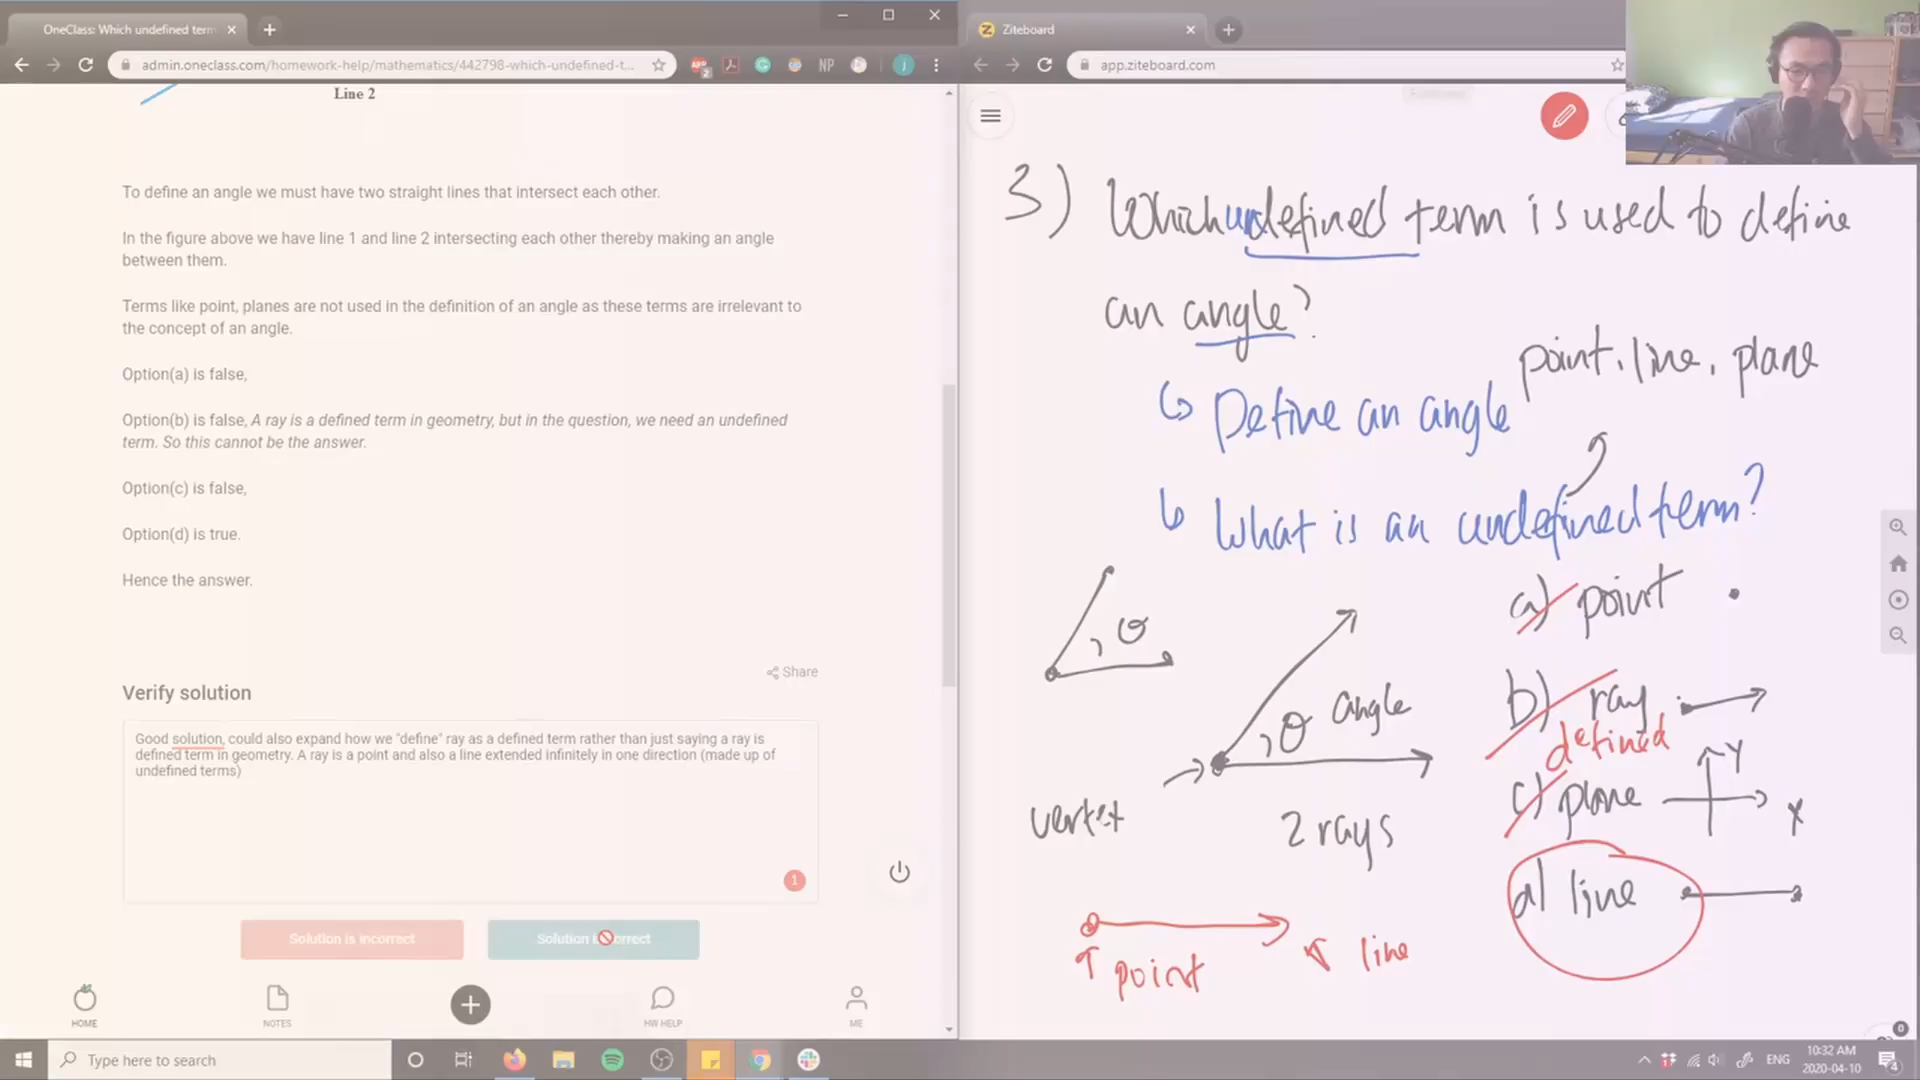 OneClass: Which undefined term
admin.oneclass.com/homework-help/mathematics/442798-which-undefined-t...
2
NP
j
Line 2
To define an angle we must have two straight lines that intersect each other.
In the figure above we have line 1 and line 2 intersecting each other thereby making an angle
between them.
Terms like point, planes are not used in the definition of an angle as these terms are irrelevant to
the concept of an angle.
Option(a) is false,
Option(b) is false, A ray is a defined term in geometry, but in the question, we need an undefined
term. So this cannot be the answer.
Option(c) is false,
Option(d) is true.
Hence the answer.
Share
Verify solution
Good solution, could also expand how we "define" ray as a defined term rather than just saying a ray is
defined term in geometry. A ray is a point and also a line extended infinitely in one direction (made up of
undefined terms)
1
Solution is incorrect
HOME
NOTES
HW HELP
ME
Ziteboard
app.ziteboard.com
3) Which undefined term is used to define
an angle?
point, line, plane
↳ Define an angle
↳ What is an undefined term?
θ
vertex
θ angle
2 rays
a) point
b) ray
defined
c) plane
Y
X
d) line
point
line
0
Type here to search
ENG
10:32 AM
2020-04-10
4